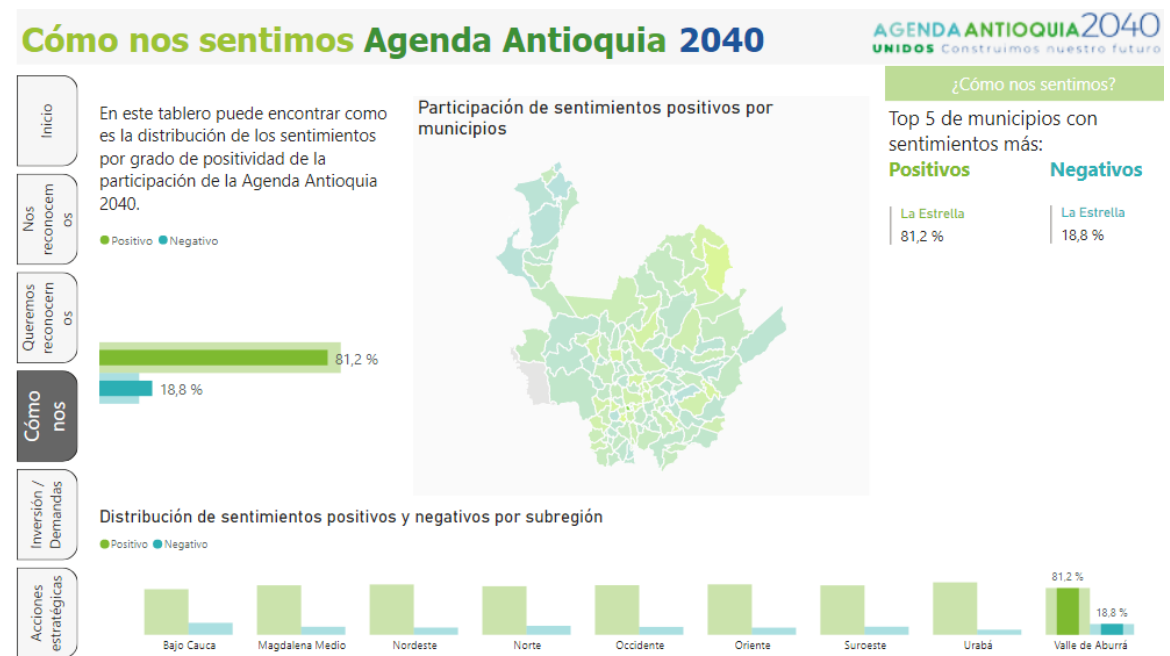 Cómo nos sentimos Agenda Antioquia 2040
AGENDA ANTIOQUIA 2040
UNIDOS Construimos nuestro futuro
Inicio
Nos
reconocem
os
Queremos
reconocern
os
Cómo
nos
Inversión /
Demandas
Acciones
estratégicas
En este tablero puede encontrar como
es la distribución de los sentimientos
por grado de positividad de la
participación de la Agenda Antioquia
2040.
Positivo Negativo
81,2 %
18,8 %
Participación de sentimientos positivos por
municipios
¿Cómo nos sentimos?
Top 5 de municipios con
sentimientos más:
Positivos Negativos
La Estrella La Estrella
81,2 % 18,8 %
Distribución de sentimientos positivos y negativos por subregión
Positivo Negativo
81,2 %
18,8 %
Bajo Cauca Magdalena Medio Nordeste Norte Occidente Oriente Suroeste Urabá Valle de Aburrá